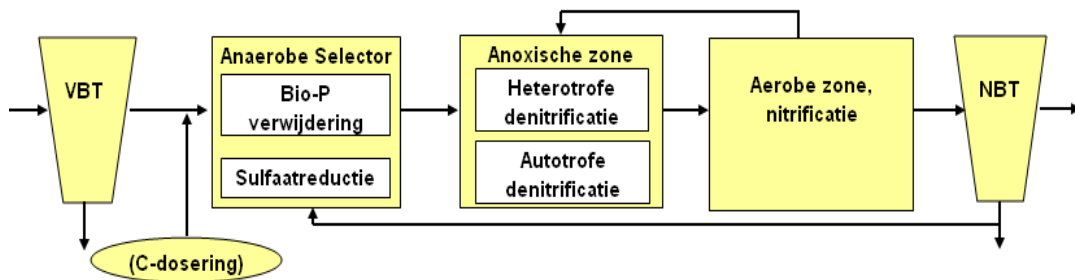 VBT
Anaerobe Selector
Bio-P
verwijdering
Sulfaatreductie
Anoxische zone
Heterotrofe
denitrificatie
Autotrofe
denitrificatie
Aerobe zone,
nitrificatie
NBT
(C-dosering)